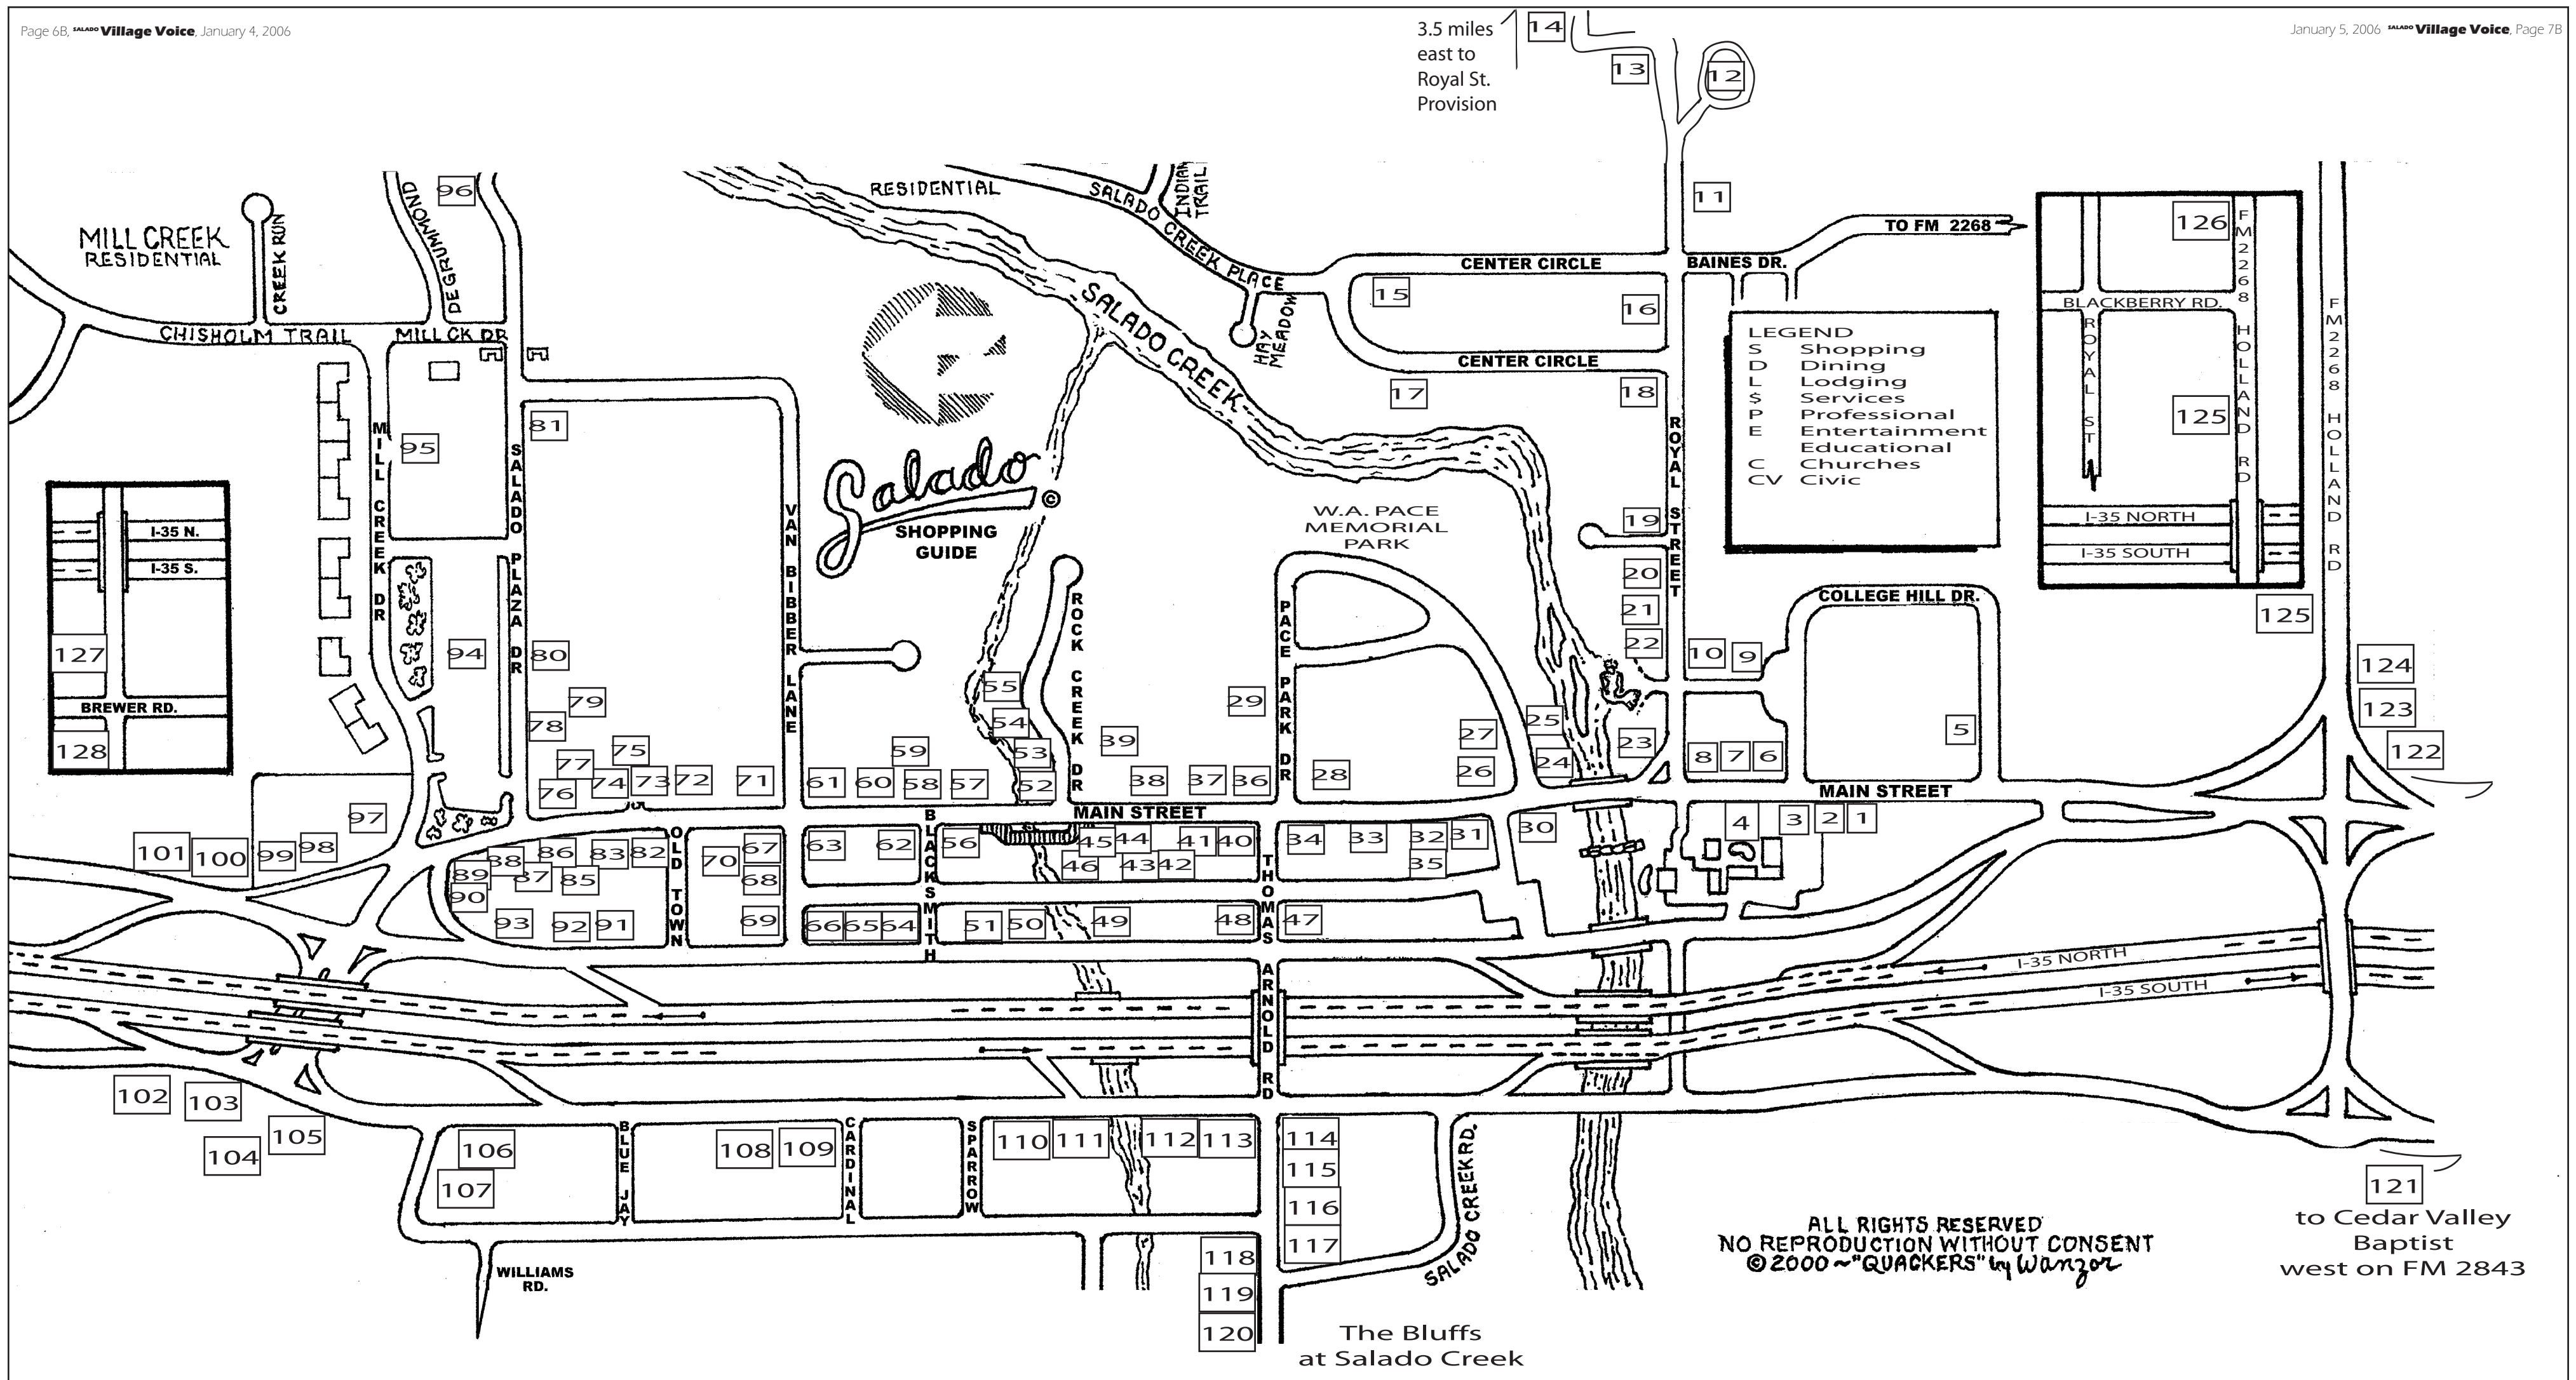 Page 6B, SALADO Village Voice, January 4, 2006
January 5, 2006 SALADO Village Voice, Page 7B
3.5 miles
east to
Royal St.
Provision
14
13
12
11
MILL CREEK
RESIDENTIAL
CREEK RUN
DEGRUMMOND
96
RESIDENTIAL
SALADO CREEK PLACE
INDIAN
TRAIL
HAY
MEADOW
CENTER CIRCLE
BAINES DR.
TO FM 2268
15
16
CENTER CIRCLE
17
18
CHISHOLM TRAIL
MILL CK DR
SALADO CREEK
LEGEND
S Shopping
D Dining
L Lodging
$ Services
P Professional
E Entertainment
Educational
C Churches
CV Civic
126
FM 2268 HOLLAND RD
BLACKBERRY RD.
ROYAL ST
125
I-35 NORTH
I-35 SOUTH
FM 2268 HOLLAND RD
125
124
123
122
MILL CREEK DR
95
SALADO PLAZA DR
81
94
80
79
78
77
76
75
74
73
72
71
VAN BIBBER LANE
Salado ©
SHOPPING
GUIDE
I-35 N.
I-35 S.
127
BREWER RD.
128
W.A. PACE
MEMORIAL
PARK
ROCK CREEK DR
PACE PARK DR
ROYAL STREET
19
20
21
22
10
9
COLLEGE HILL DR.
5
55
54
53
52
39
29
27
25
24
23
8
7
6
59
61
60
58
57
38
37
36
28
26
97
MAIN STREET
MAIN STREET
101
100
99
98
89
88
90
87
86
85
83
82
93
92
91
OLD TOWN
70
67
68
69
63
62
BLACKSMITH
56
45
44
46
43
42
41
40
THOMAS ARNOLD RD
34
33
32
31
35
30
4
3
2
1
66
65
64
51
50
49
48
47
I-35 NORTH
I-35 SOUTH
102
103
104
105
106
107
BLUE JAY
108
109
CARDINAL
SPARROW
110
111
112
113
114
115
116
117
SALADO CREEK RD.
118
119
120
WILLIAMS
RD.
The Bluffs
at Salado Creek
ALL RIGHTS RESERVED
NO REPRODUCTION WITHOUT CONSENT
© 2000 ~ "QUACKERS" by Wanzor
121
to Cedar Valley
Baptist
west on FM 2843